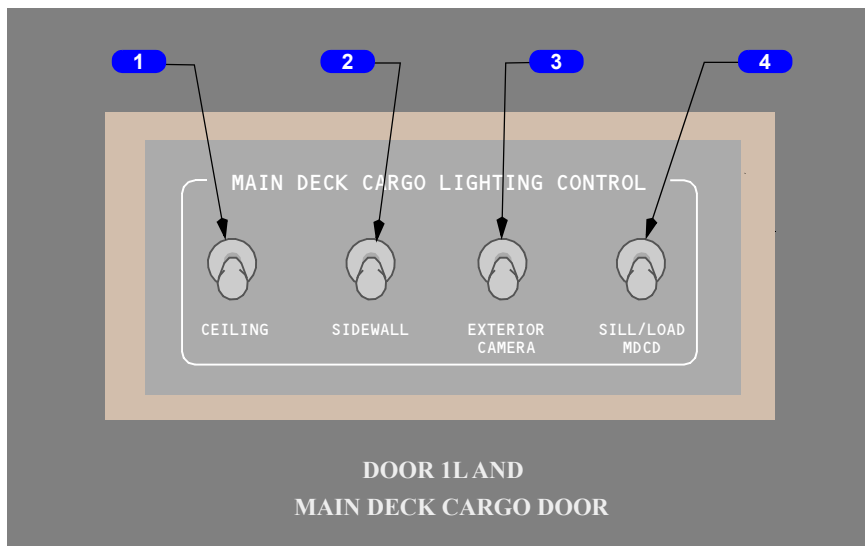 1 2 3 4
MAIN DECK CARGO LIGHTING CONTROL
CEILING SIDEWALL EXTERIOR CAMERA SILL/LOAD MDCD
DOOR 1L AND
MAIN DECK CARGO DOOR